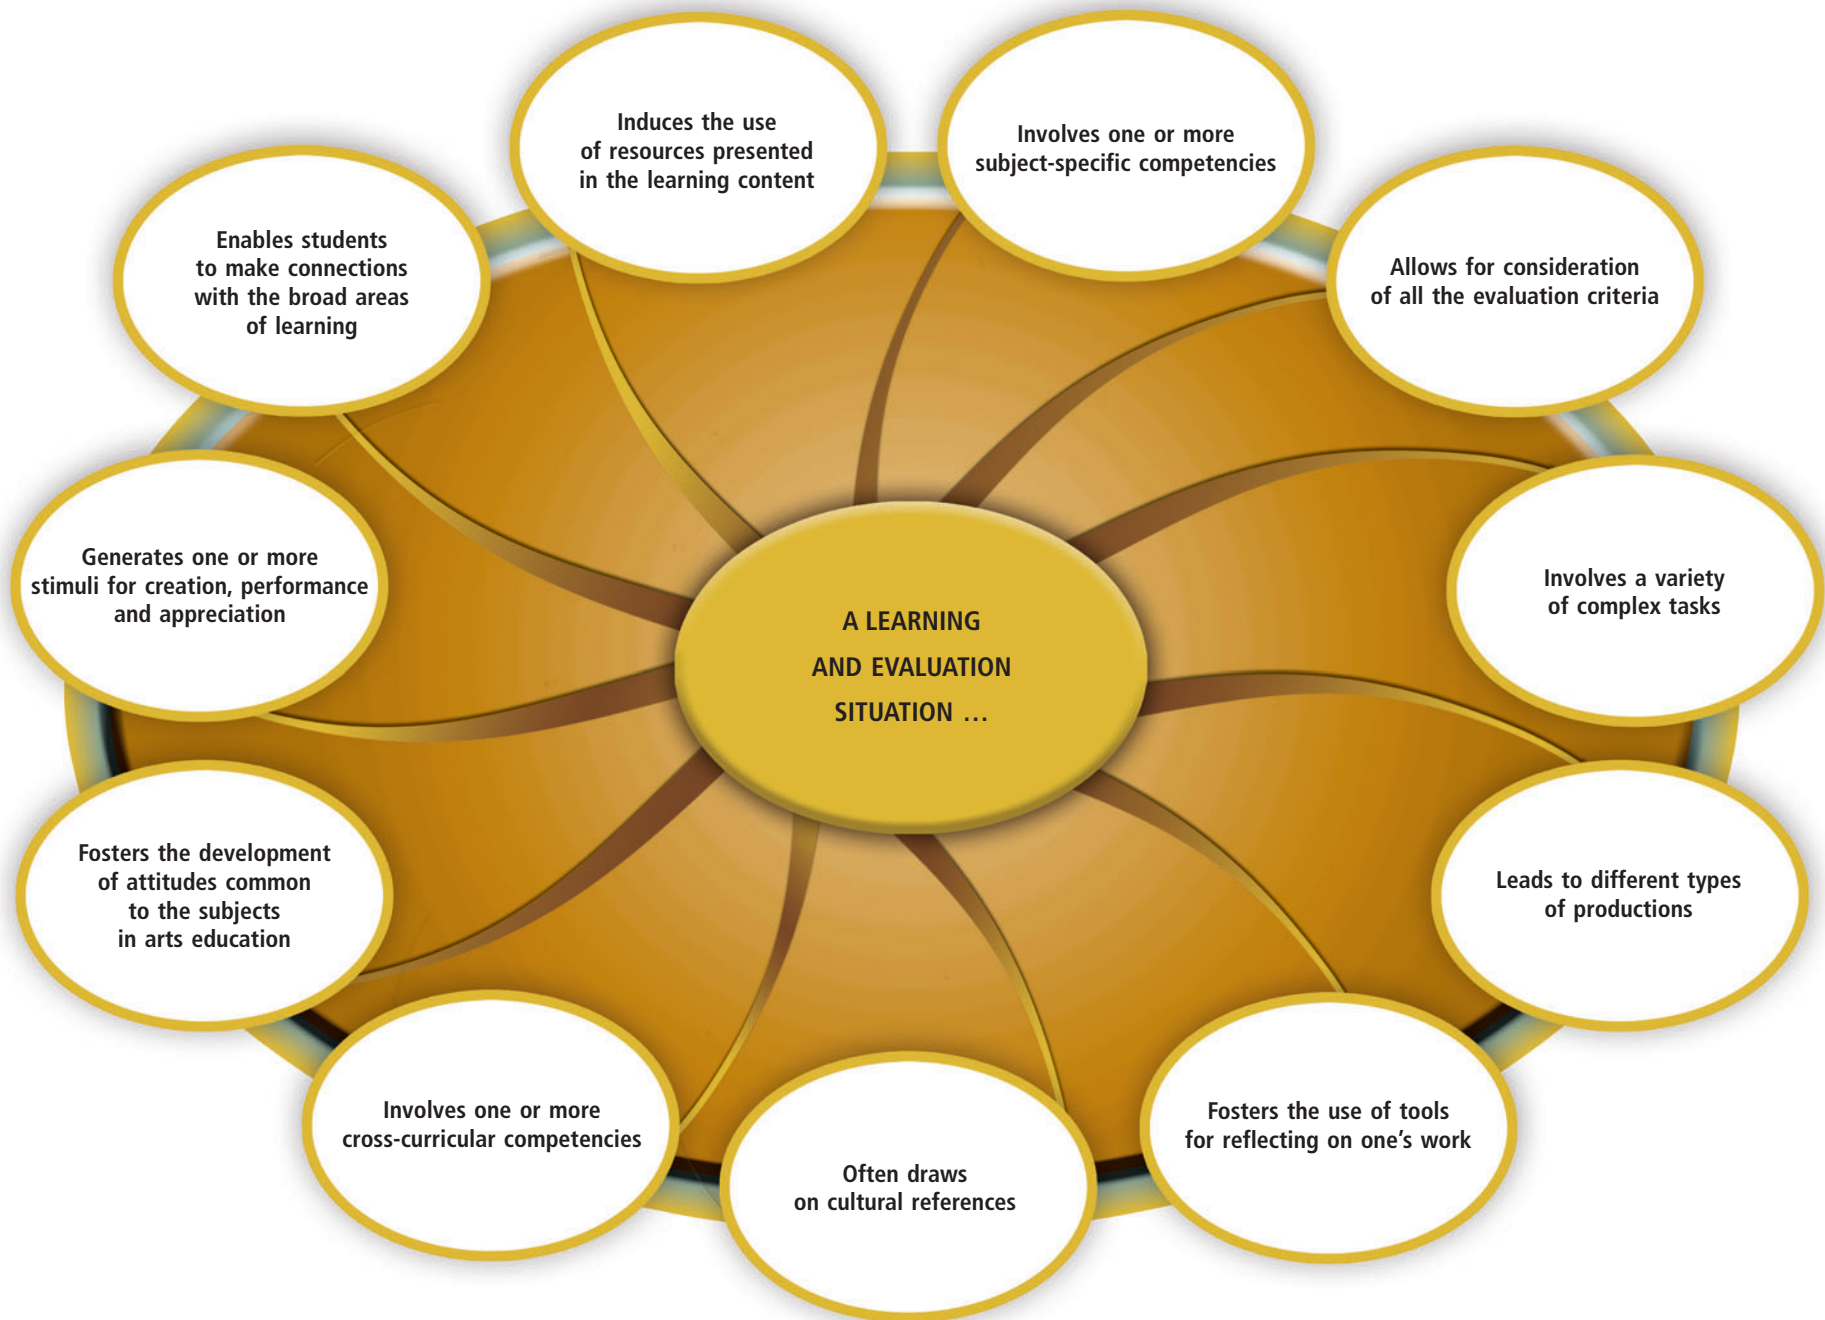 Induces the use
of resources presented
in the learning content
Involves one or more
subject-specific competencies
Allows for consideration
of all the evaluation criteria
Involves a variety
of complex tasks
Leads to different types
of productions
Fosters the use of tools
for reflecting on one’s work
Often draws
on cultural references
Involves one or more
cross-curricular competencies
Fosters the development
of attitudes common
to the subjects
in arts education
Generates one or more
stimuli for creation, performance
and appreciation
Enables students
to make connections
with the broad areas
of learning
A LEARNING
AND EVALUATION
SITUATION …